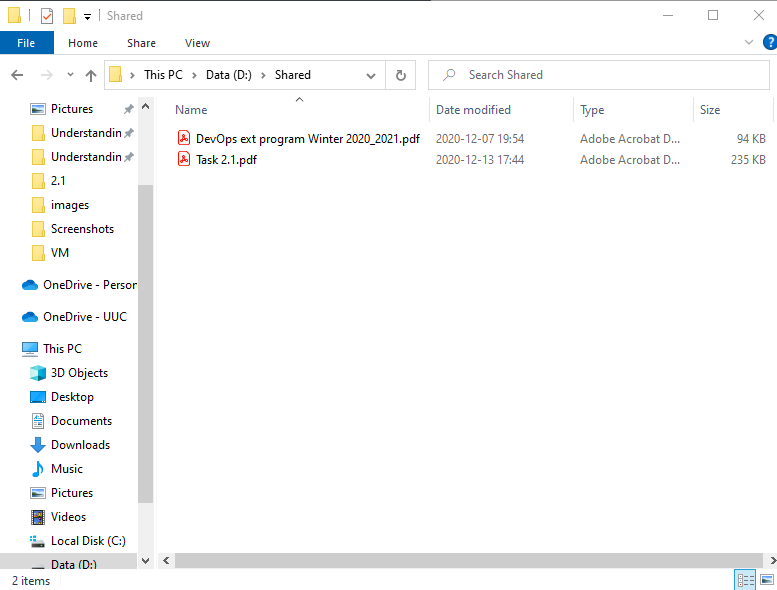 Shared
File Home Share View
This PC Data (D:) Shared Search Shared
Name Date modified Type Size
DevOps ext program Winter 2020_2021.pdf 2020-12-07 19:54 Adobe Acrobat D... 94 KB
Task 2.1.pdf 2020-12-13 17:44 Adobe Acrobat D... 235 KB
Pictures
Understandin
Understandin
2.1
images
Screenshots
VM
OneDrive - Person
OneDrive - UUC
This PC
3D Objects
Desktop
Documents
Downloads
Music
Pictures
Videos
Local Disk (C:)
Data (D:)
2 items